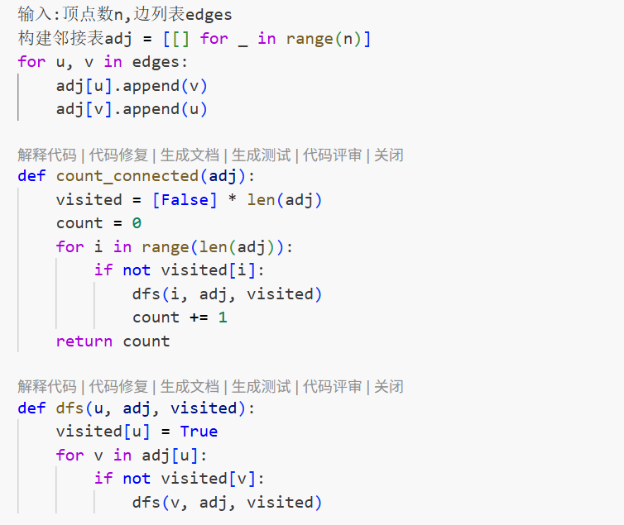 输入:顶点数n,边列表edges
构建邻接表adj = [[] for _ in range(n)]
for u, v in edges:
    adj[u].append(v)
    adj[v].append(u)
解释代码 | 代码修复 | 生成文档 | 生成测试 | 代码评审 | 关闭
def count_connected(adj):
    visited = [False] * len(adj)
    count = 0
    for i in range(len(adj)):
        if not visited[i]:
            dfs(i, adj, visited)
            count += 1
    return count
解释代码 | 代码修复 | 生成文档 | 生成测试 | 代码评审 | 关闭
def dfs(u, adj, visited):
    visited[u] = True
    for v in adj[u]:
        if not visited[v]:
            dfs(v, adj, visited)